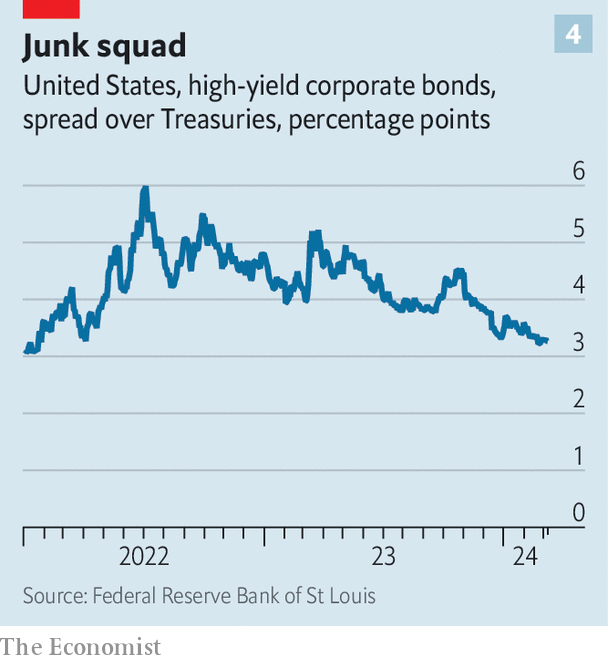 Junk squad
4
United States, high-yield corporate bonds,
spread over Treasuries, percentage points
6
5
4
3
2
1
0
2022
23
24
Source: Federal Reserve Bank of St Louis
The Economist